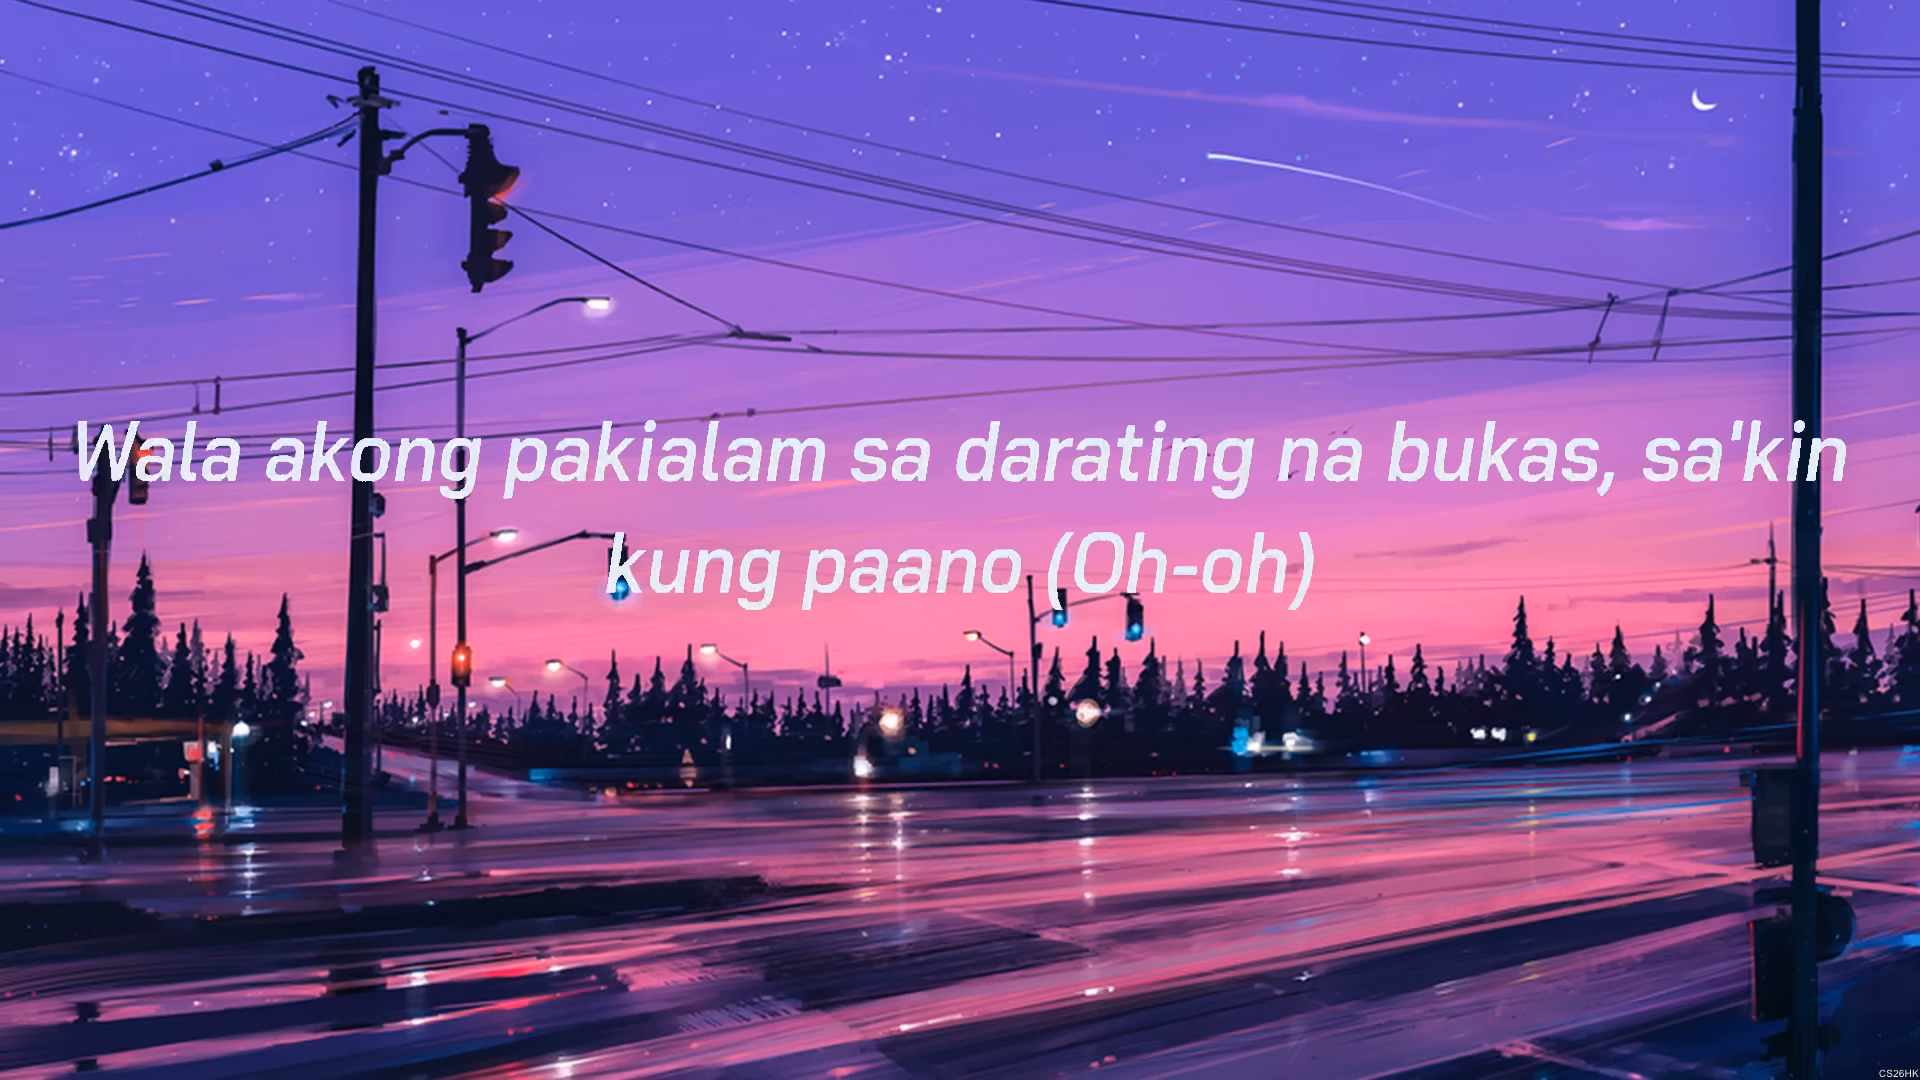 Wala akong pakialam sa darating na bukas, sa'kin
kung paano (Oh-oh)
CS26HK